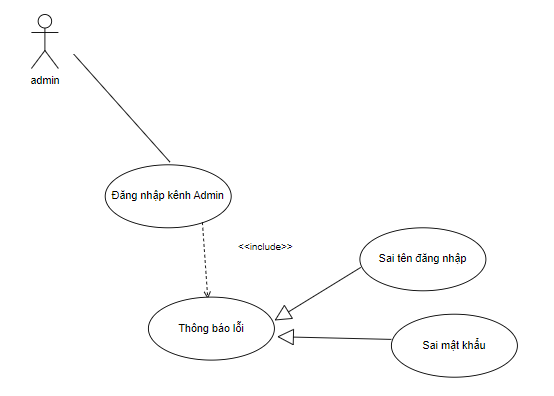 admin
Đăng nhập kênh Admin
<<include>>
Sai tên đăng nhập
Thông báo lỗi
Sai mật khẩu